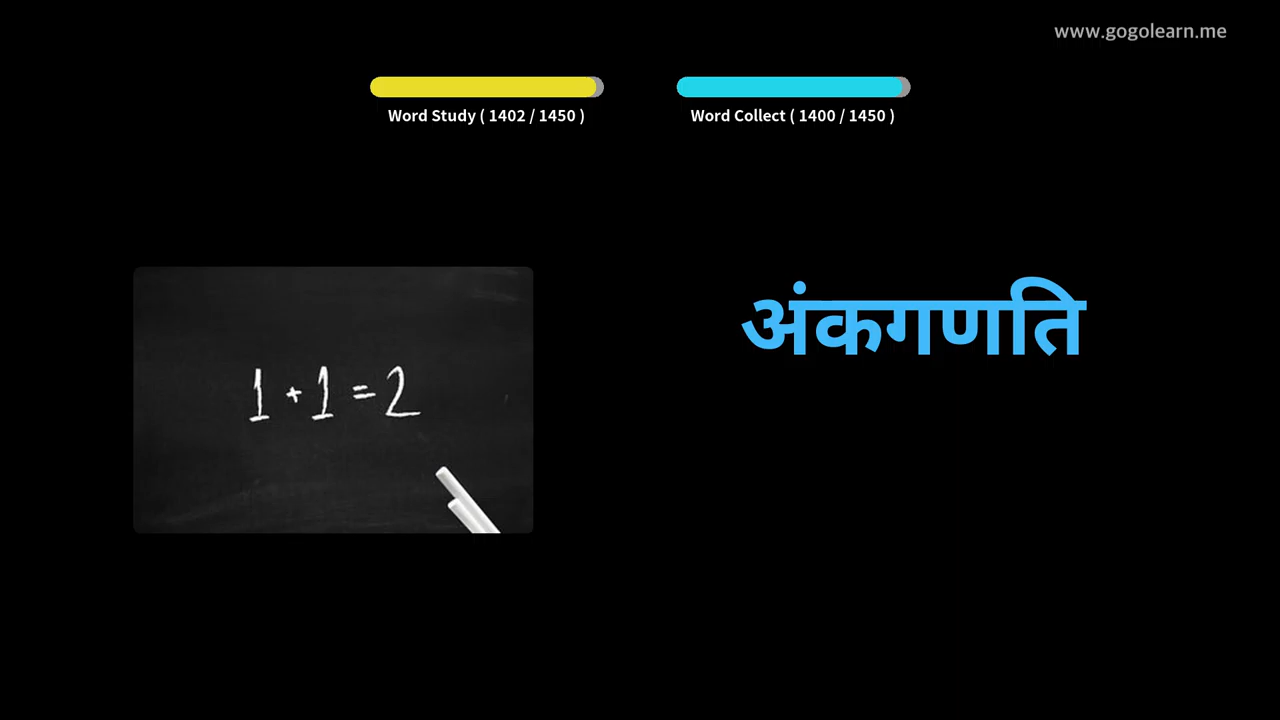 www.gogolearn.me
Word Study ( 1402 / 1450 )
Word Collect ( 1400 / 1450 )
अंकगणति
1 + 1 = 2